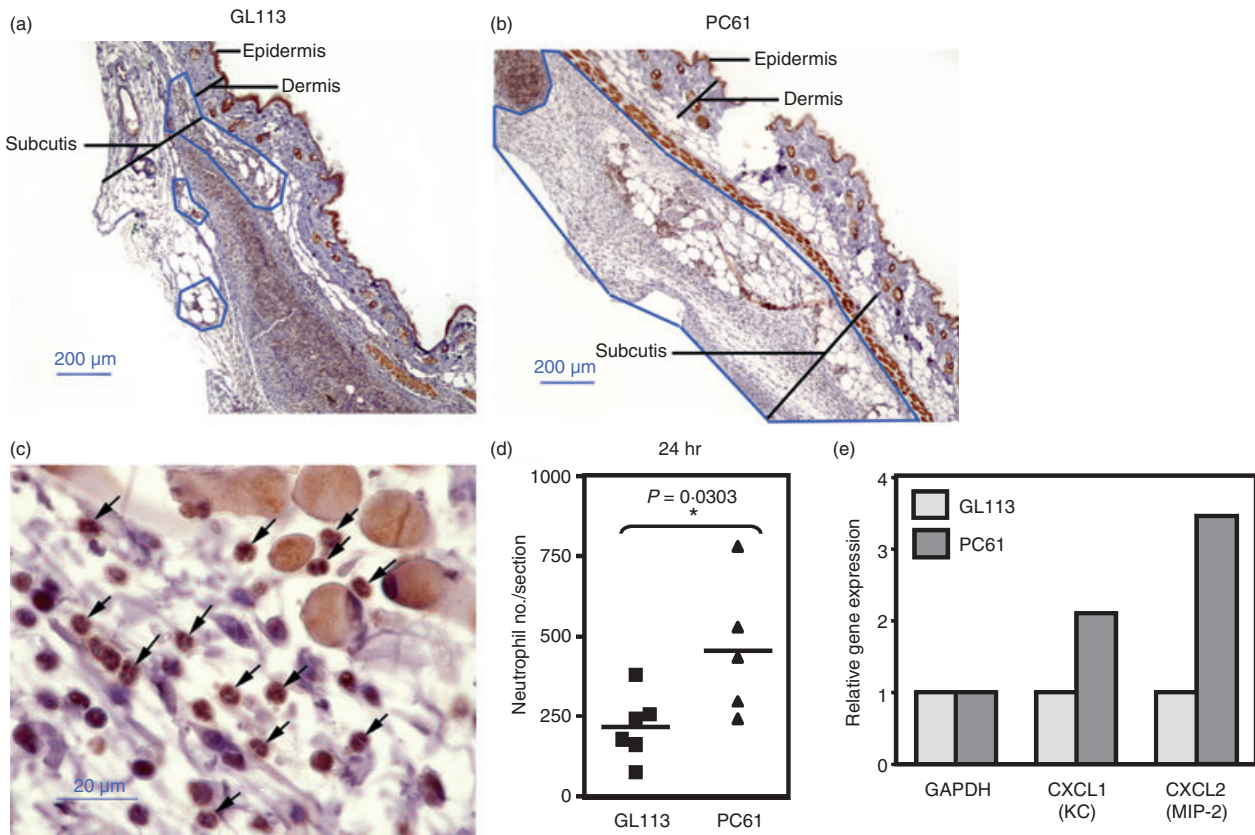 (a)
GL113
Epidermis
Dermis
Subcutis
200 μm
(b)
PC61
Epidermis
Dermis
Subcutis
200 μm
(c)
20 μm
(d)
24 hr
1000
750
500
250
0
Neutrophil no./section
P = 0·0303
*
GL113
PC61
(e)
4
3
2
1
0
Relative gene expression
GL113
PC61
GAPDH
CXCL1
(KC)
CXCL2
(MIP-2)